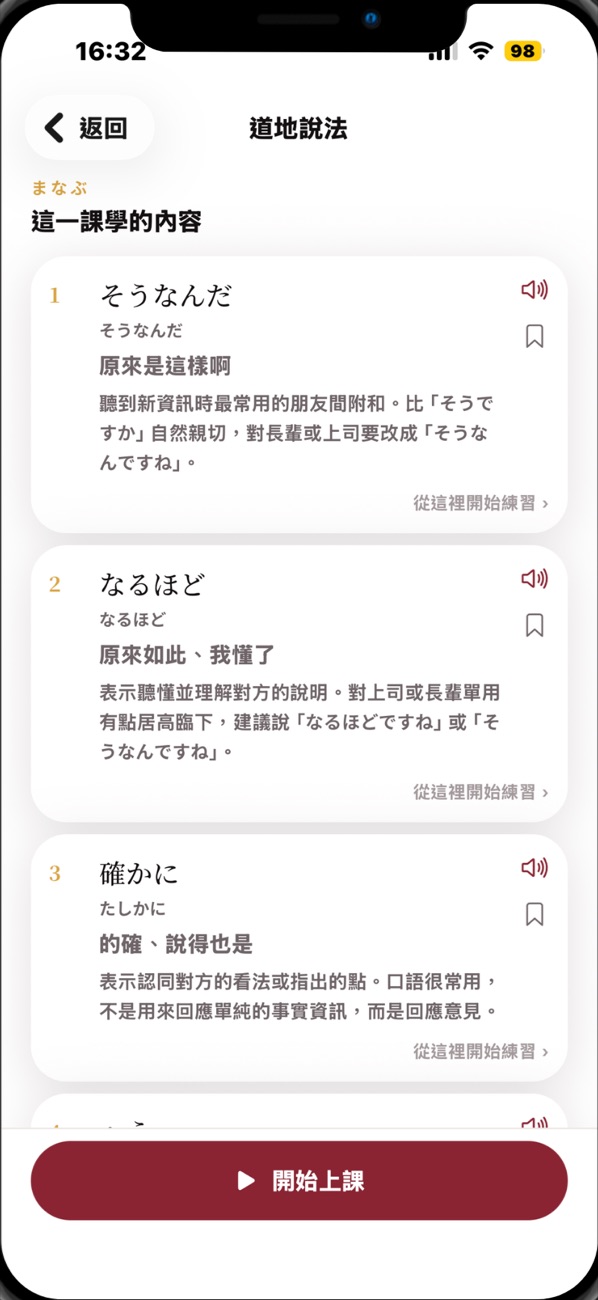 16:32
98
返回
道地說法
まなぶ
這一課學的內容
1
そうなんだ
そうなんだ
原來是這樣啊
聽到新資訊時最常用的朋友間附和。比「そうで
すか」自然親切，對長輩或上司要改成「そうな
んですね」。
從這裡開始練習 ›
2
なるほど
なるほど
原來如此、我懂了
表示聽懂並理解對方的說明。對上司或長輩單用
有點居高臨下，建議說「なるほどですね」或「そ
うなんですね」。
從這裡開始練習 ›
3
確かに
たしかに
的確、說得也是
表示認同對方的看法或指出的點。口語很常用，
不是用來回應單純的事實資訊，而是回應意見。
從這裡開始練習 ›
開始上課